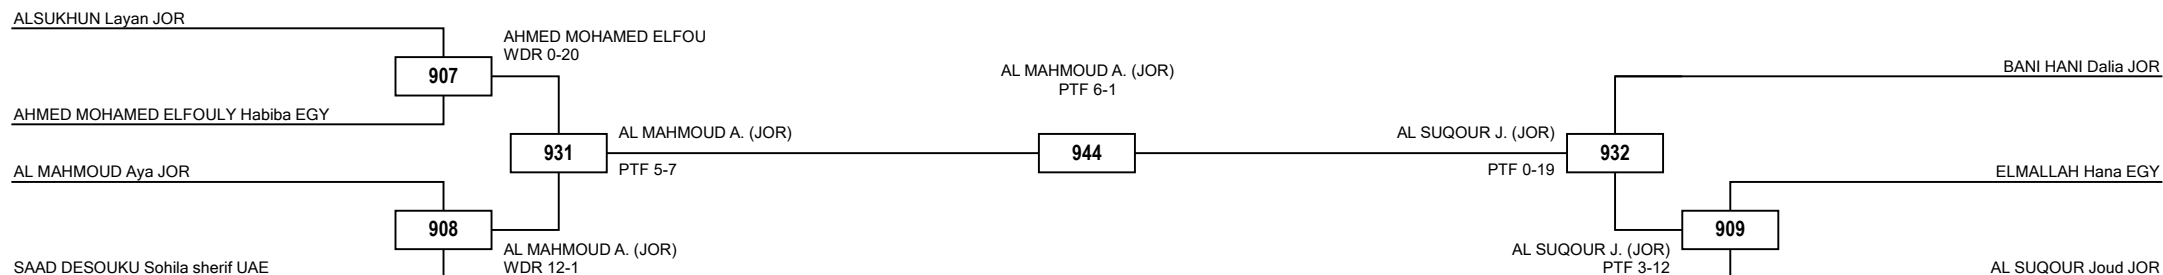 ALSUKHUN Layan JOR
AHMED MOHAMED ELFOU
WDR 0-20
907
AHMED MOHAMED ELFOULY Habiba EGY
AL MAHMOUD A. (JOR)
PTF 5-7
931
AL MAHMOUD Aya JOR
908
AL MAHMOUD A. (JOR)
WDR 12-1
SAAD DESOUKU Sohila sherif UAE
AL MAHMOUD A. (JOR)
PTF 6-1
944
BANI HANI Dalia JOR
AL SUQOUR J. (JOR)
PTF 0-19
932
ELMALLAH Hana EGY
909
AL SUQOUR J. (JOR)
PTF 3-12
AL SUQOUR Joud JOR